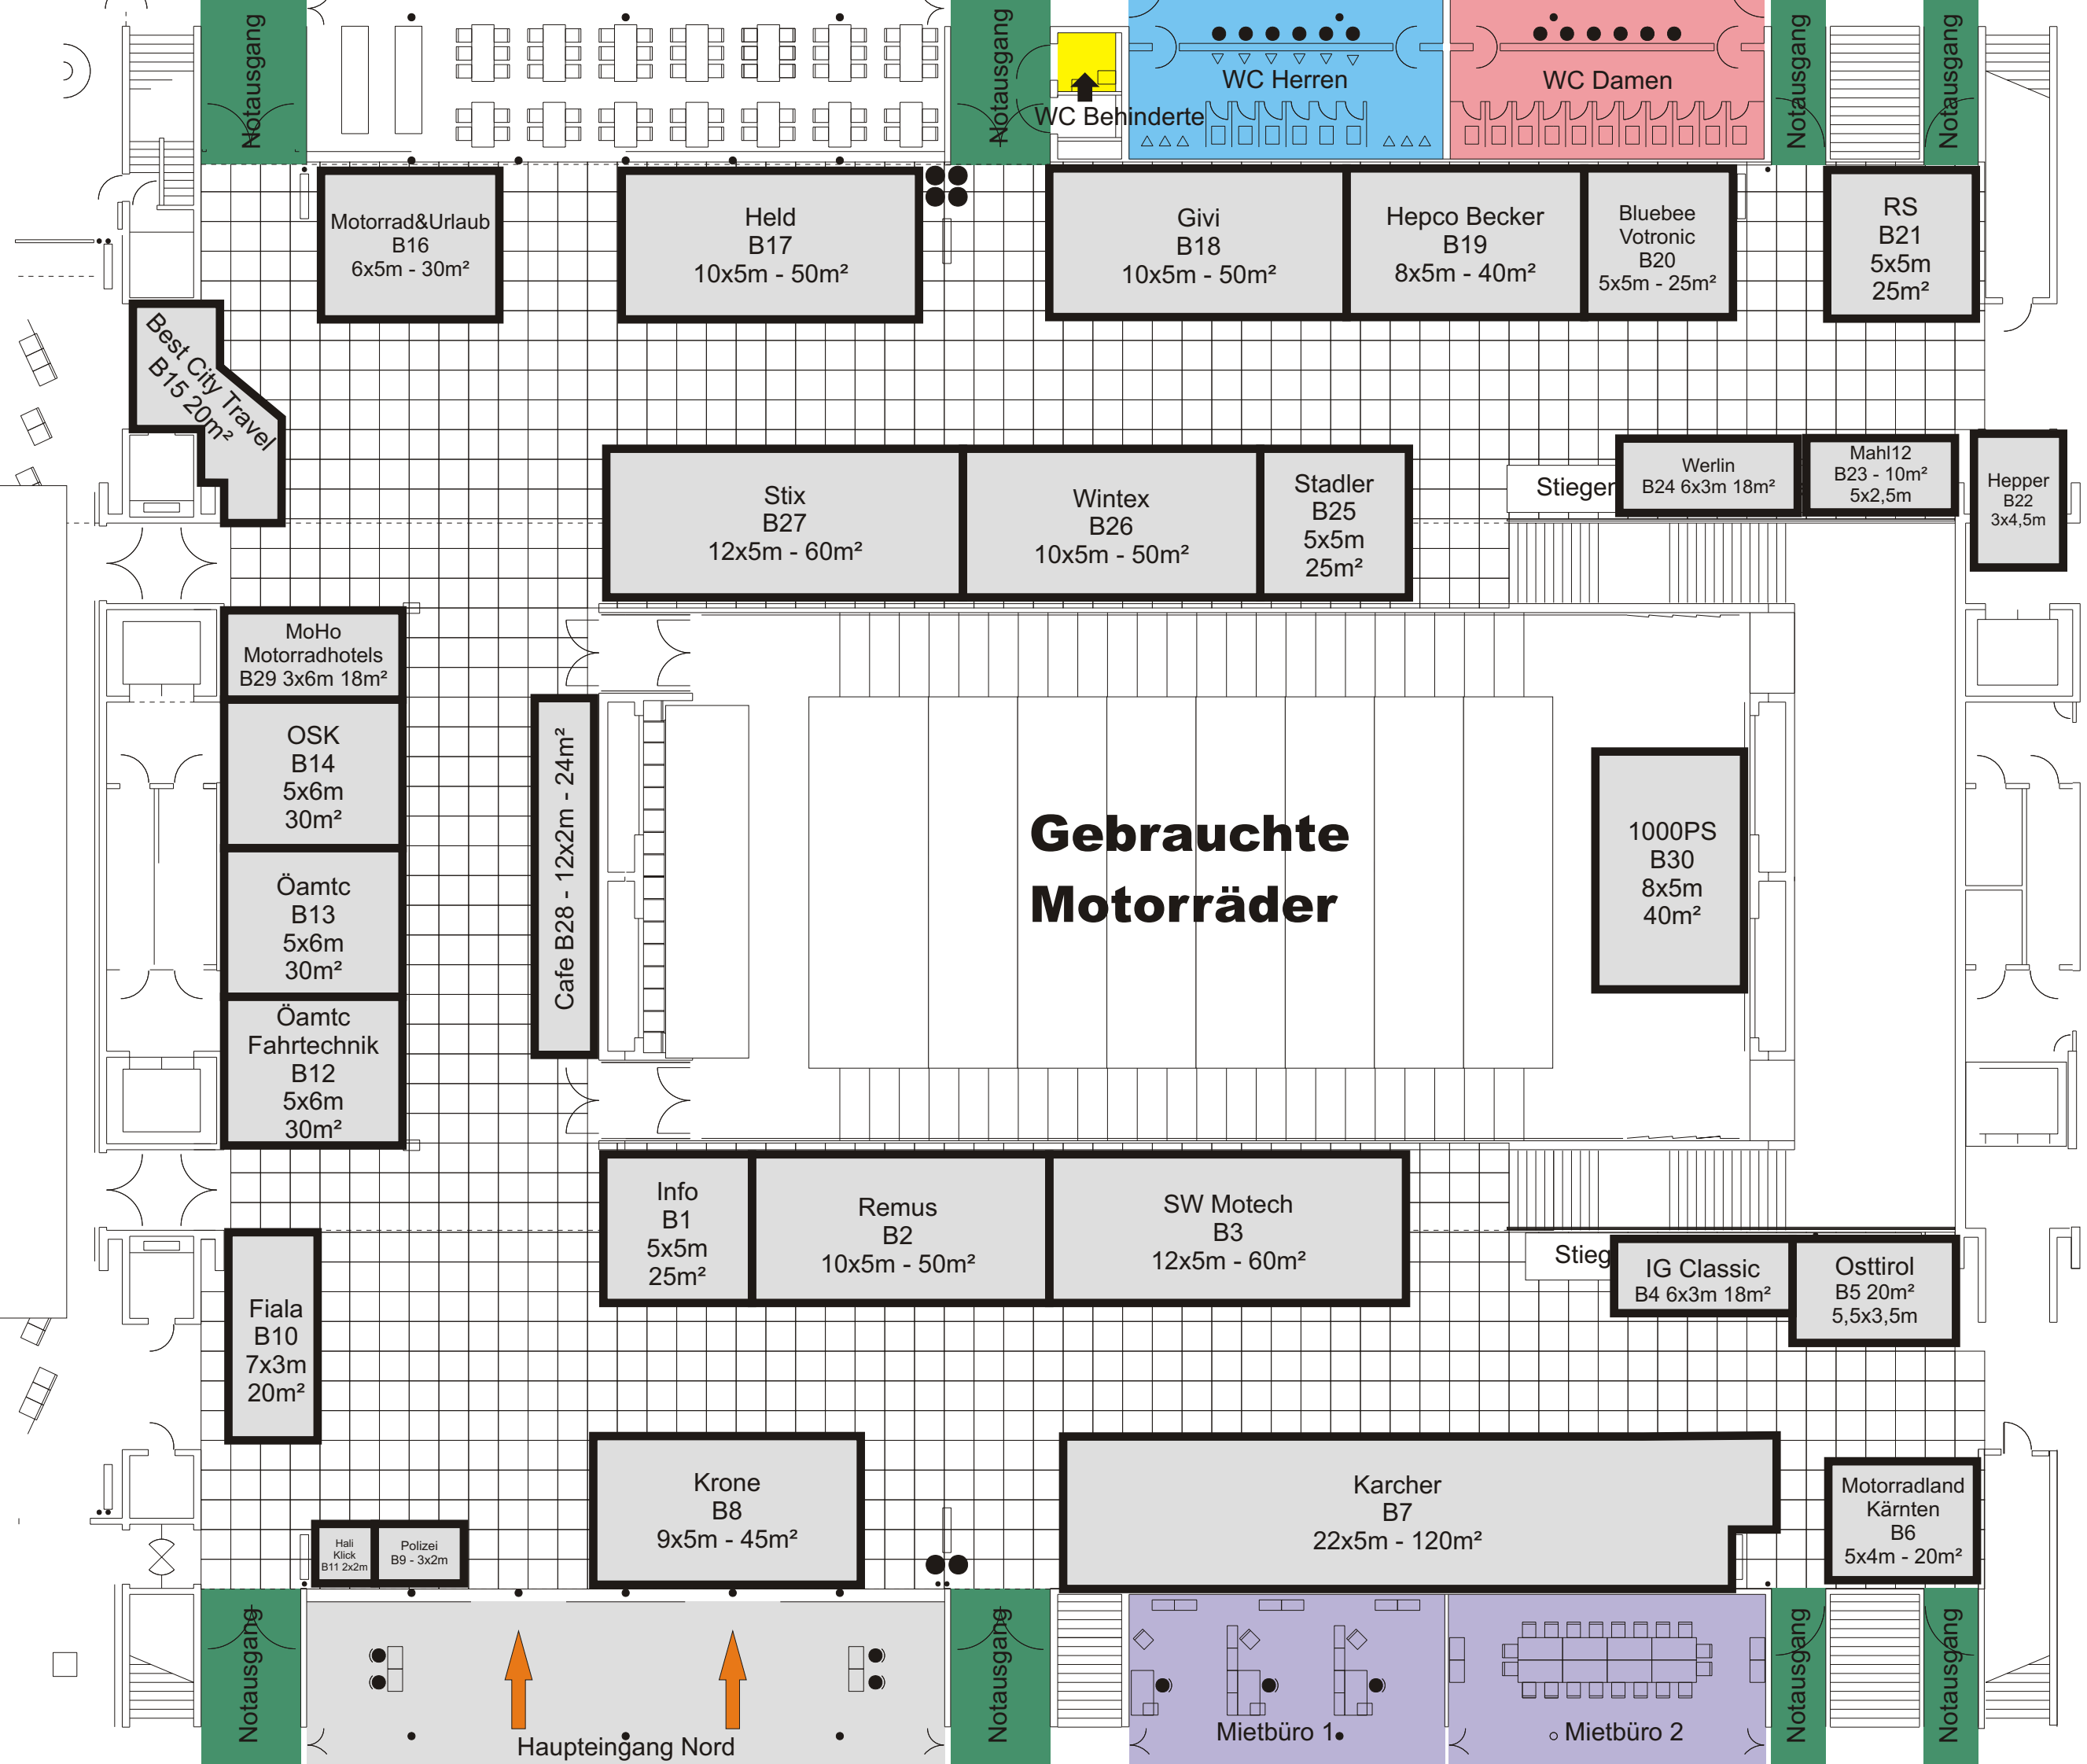 Notausgang
Notausgang
WC Behinderte
WC Herren
WC Damen
Notausgang
Notausgang
Motorrad&Urlaub
B16
6x5m - 30m²
Held
B17
10x5m - 50m²
Givi
B18
10x5m - 50m²
Hepco Becker
B19
8x5m - 40m²
Bluebee
Votronic
B20
5x5m - 25m²
RS
B21
5x5m
25m²
Best City Travel
B15 20m²
Stix
B27
12x5m - 60m²
Wintex
B26
10x5m - 50m²
Stadler
B25
5x5m
25m²
Stieger
Werlin
B24 6x3m 18m²
Mahl12
B23 - 10m²
5x2,5m
Hepper
B22
3x4,5m
MoHo
Motorradhotels
B29 3x6m 18m²
OSK
B14
5x6m
30m²
Öamtc
B13
5x6m
30m²
Öamtc
Fahrtechnik
B12
5x6m
30m²
Cafe B28 - 12x2m - 24m²
Gebrauchte
Motorräder
1000PS
B30
8x5m
40m²
Info
B1
5x5m
25m²
Remus
B2
10x5m - 50m²
SW Motech
B3
12x5m - 60m²
Stieg
IG Classic
B4 6x3m 18m²
Osttirol
B5 20m²
5,5x3,5m
Fiala
B10
7x3m
20m²
Krone
B8
9x5m - 45m²
Karcher
B7
22x5m - 120m²
Motorradland
Kärnten
B6
5x4m - 20m²
Hali
Klick
B11 2x2m
Polizei
B9 - 3x2m
Notausgang
Haupteingang Nord
Notausgang
Mietbüro 1
Mietbüro 2
Notausgang
Notausgang